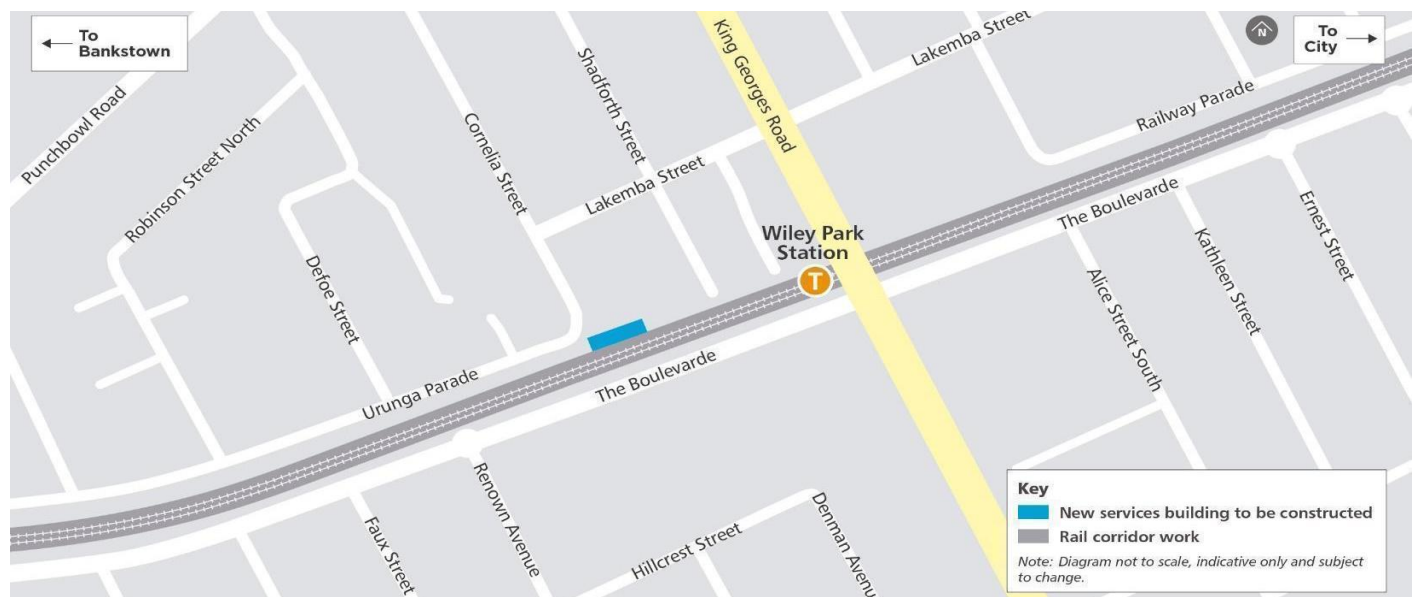 To
Bankstown
N
To
City
Punchbowl Road
Robinson Street North
Cornelia Street
Shadforth Street
King Georges Road
Lakemba Street
Railway Parade
Lakemba Street
Wiley Park
Station
T
The Boulevarde
Defoe Street
Urunga Parade
The Boulevarde
Alice Street South
Kathleen Street
Ernest Street
Renown Avenue
Faux Street
Hillcrest Street
Denman Avenu
Key
New services building to be constructed
Rail corridor work
Note: Diagram not to scale, indicative only and subject
to change.